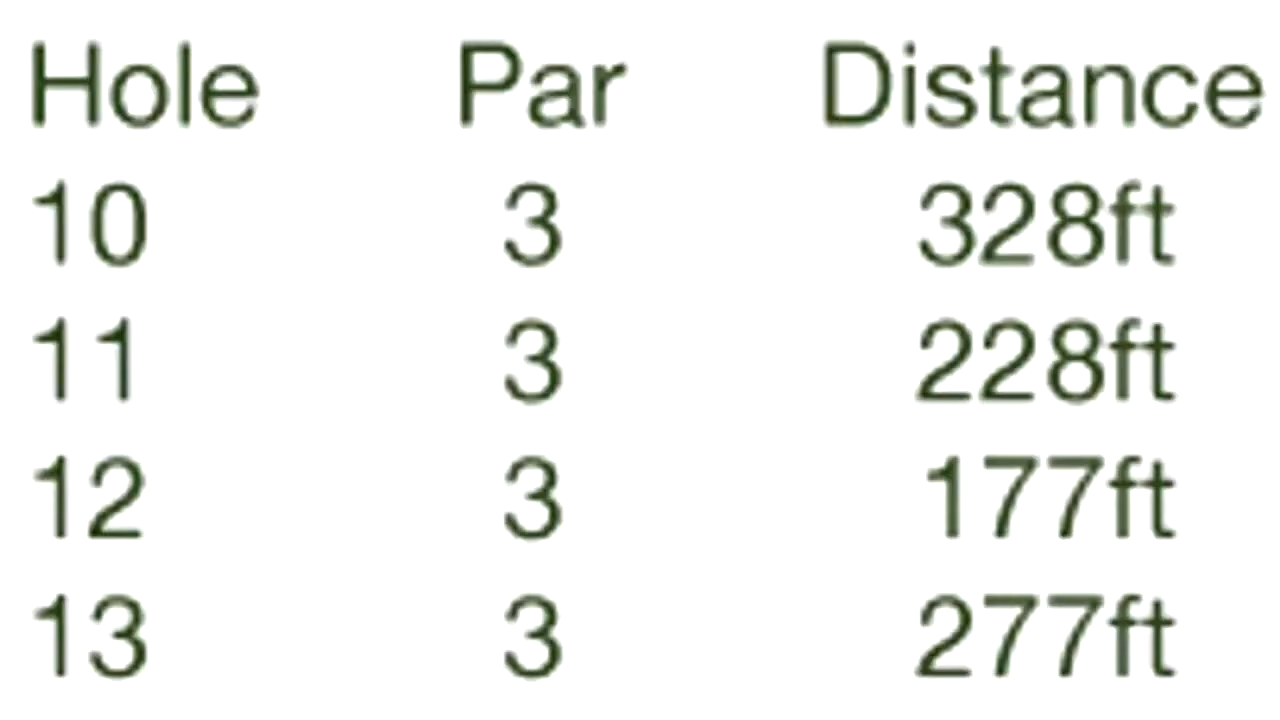 Hole Par Distance
10 3 328ft
11 3 228ft
12 3 177ft
13 3 277ft